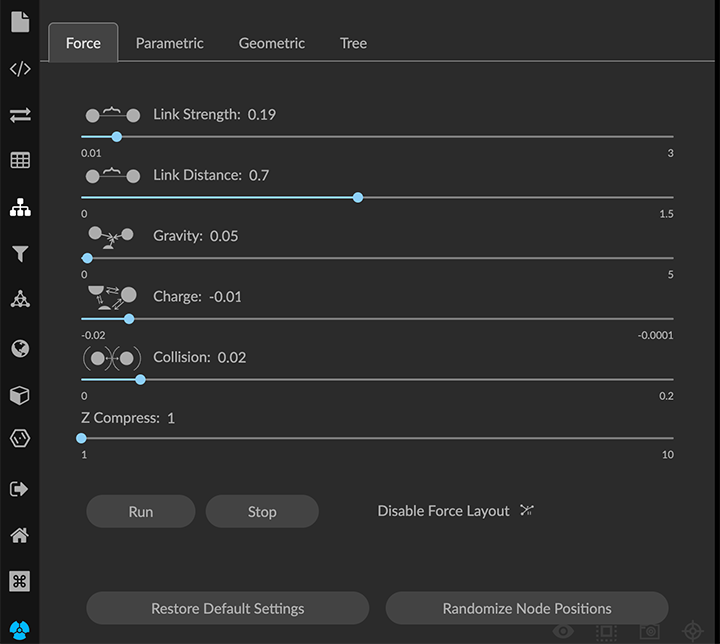 Force Parametric Geometric Tree
Link Strength: 0.19
0.01 3
Link Distance: 0.7
0 1.5
Gravity: 0.05
0 5
Charge: -0.01
-0.02 -0.0001
Collision: 0.02
0 0.2
Z Compress: 1
1 10
Run Stop Disable Force Layout
Restore Default Settings Randomize Node Positions